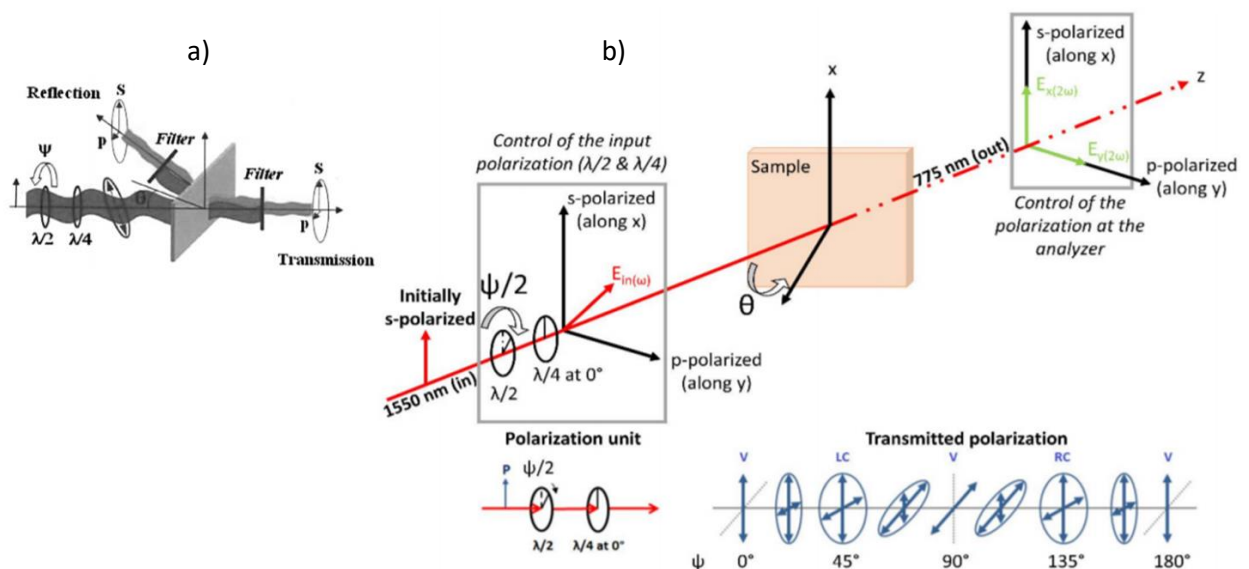 a)
Reflection
S
p
Filter
Ψ
θ
Filter
S
p
λ/2
λ/4
Transmission
b)
Control of the input
polarization (λ/2 & λ/4)
s-polarized
(along x)
Ψ/2
E_in(ω)
Initially
s-polarized
λ/4 at 0°
λ/2
p-polarized
(along y)
1550 nm (in)
x
Sample
θ
775 nm (out)
z
s-polarized
(along x)
E_x(2ω)
E_y(2ω)
p-polarized
(along y)
Control of the
polarization at the
analyzer
Polarization unit
P
ψ/2
λ/2
λ/4 at 0°
Transmitted polarization
V LC V RC V
ψ 0° 45° 90° 135° 180°